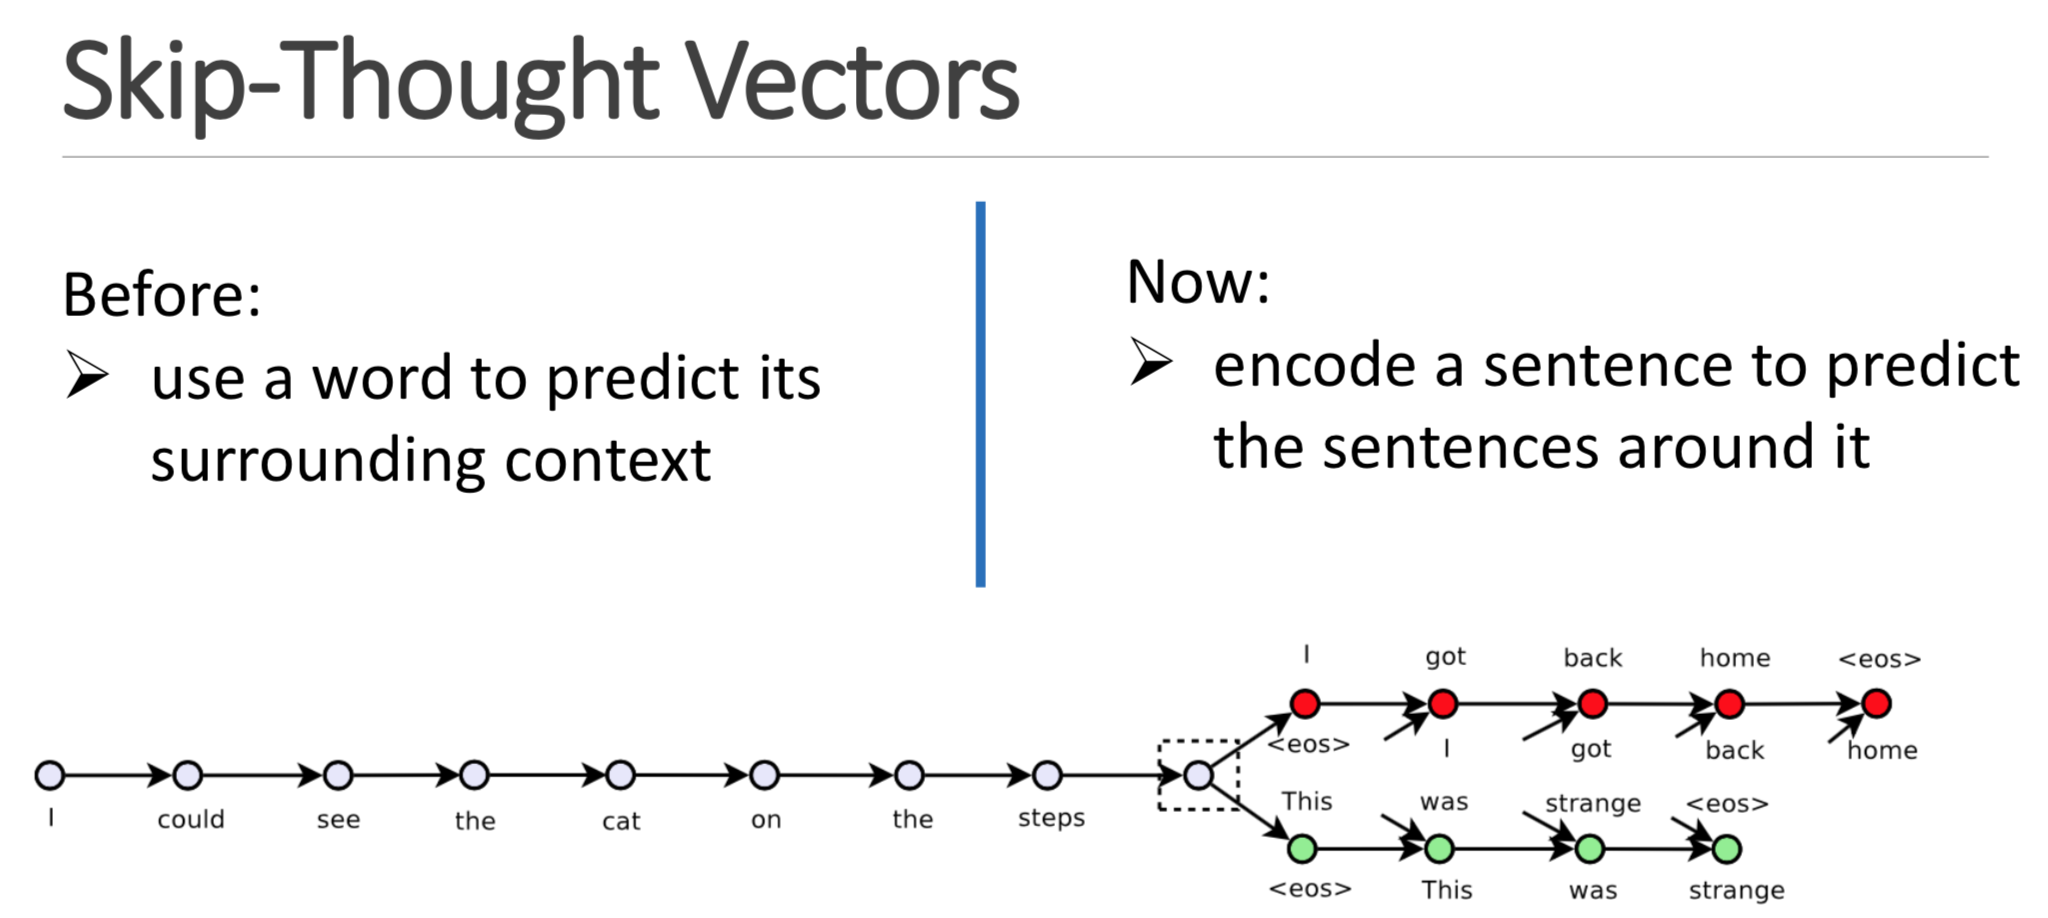 Skip-Thought Vectors
Before:
➢ use a word to predict its
surrounding context
Now:
➢ encode a sentence to predict
the sentences around it
I could see the cat on the steps
I got back home <eos>
<eos> I got back home
This was strange <eos>
<eos> This was strange